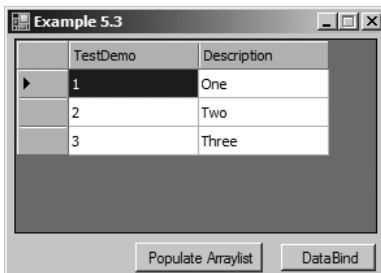 Example 5.3
TestDemo Description
1 One
2 Two
3 Three
Populate Arraylist DataBind